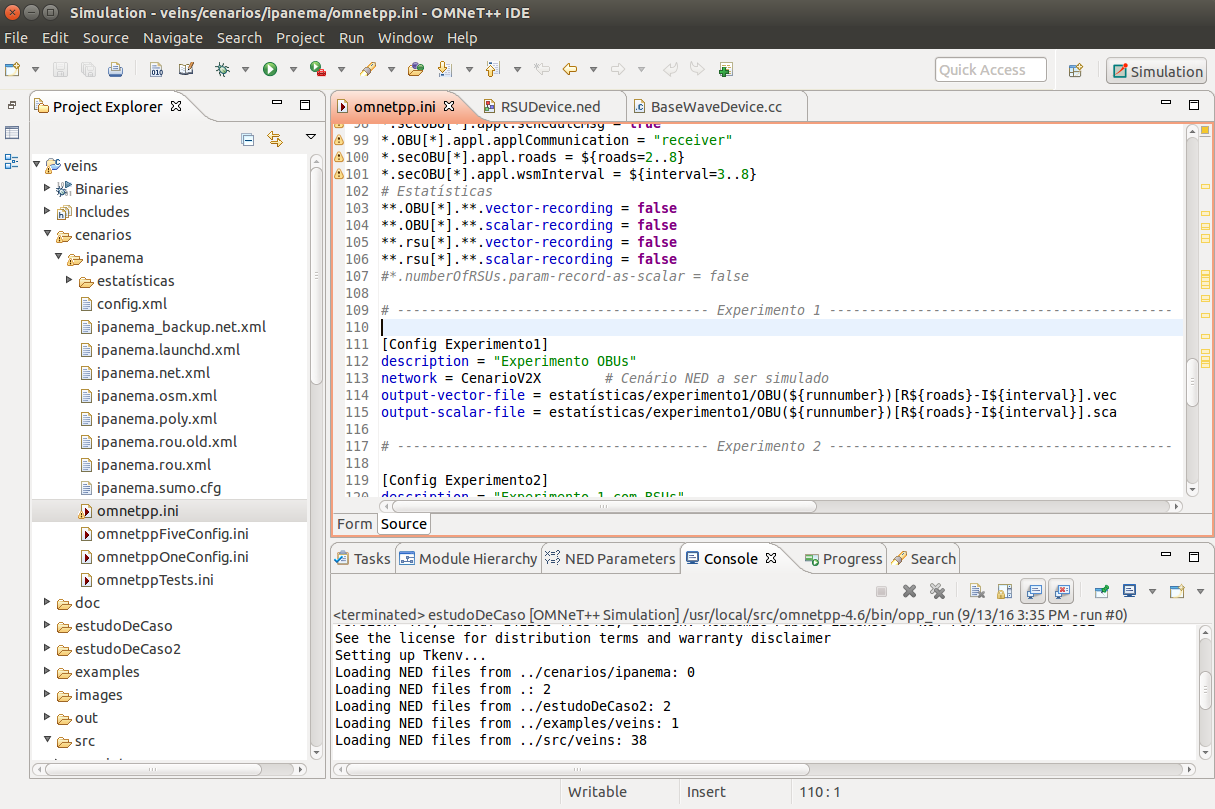 Simulation - veins/cenarios/ipanema/omnetpp.ini - OMNeT++ IDE
File Edit Source Navigate Search Project Run Window Help
Quick Access
Simulation
Project Explorer
veins
Binaries
Includes
cenarios
ipanema
estatísticas
config.xml
ipanema_backup.net.xml
ipanema.launchd.xml
ipanema.net.xml
ipanema.osm.xml
ipanema.poly.xml
ipanema.rou.old.xml
ipanema.rou.xml
ipanema.sumo.cfg
omnetpp.ini
omnetppFiveConfig.ini
omnetppOneConfig.ini
omnetppTests.ini
doc
estudoDeCaso
estudoDeCaso2
examples
images
out
src
omnetpp.ini RSUDevice.ned BaseWaveDevice.cc
98 *.secOBU[*].appl.scheduleMsg = true
99 *.OBU[*].appl.applCommunication = "receiver"
100 *.secOBU[*].appl.roads = ${roads=2..8}
101 *.secOBU[*].appl.wsmInterval = ${interval=3..8}
102 # Estatísticas
103 **.OBU[*].**.vector-recording = false
104 **.OBU[*].**.scalar-recording = false
105 **.rsu[*].**.vector-recording = false
106 **.rsu[*].**.scalar-recording = false
107 #*.numberOfRSUs.param-record-as-scalar = false
108
109 # --------------------------------------- Experimento 1 -------------------------------------------
110
111 [Config Experimento1]
112 description = "Experimento OBUs"
113 network = CenarioV2X # Cenário NED a ser simulado
114 output-vector-file = estatísticas/experimento1/OBU(${runnumber})[R${roads}-I${interval}].vec
115 output-scalar-file = estatísticas/experimento1/OBU(${runnumber})[R${roads}-I${interval}].sca
116
117 # --------------------------------------- Experimento 2 -------------------------------------------
118
119 [Config Experimento2]
120 description = "Experimento 1 com RSUs"
Form Source
Tasks Module Hierarchy NED Parameters Console Progress Search
<terminated> estudoDeCaso [OMNeT++ Simulation] /usr/local/src/omnetpp-4.6/bin/opp_run (9/13/16 3:35 PM - run #0)
See the license for distribution terms and warranty disclaimer
Setting up Tkenv...
Loading NED files from ../cenarios/ipanema: 0
Loading NED files from .: 2
Loading NED files from ../estudoDeCaso2: 2
Loading NED files from ../examples/veins: 1
Loading NED files from ../src/veins: 38
Writable Insert 110 : 1